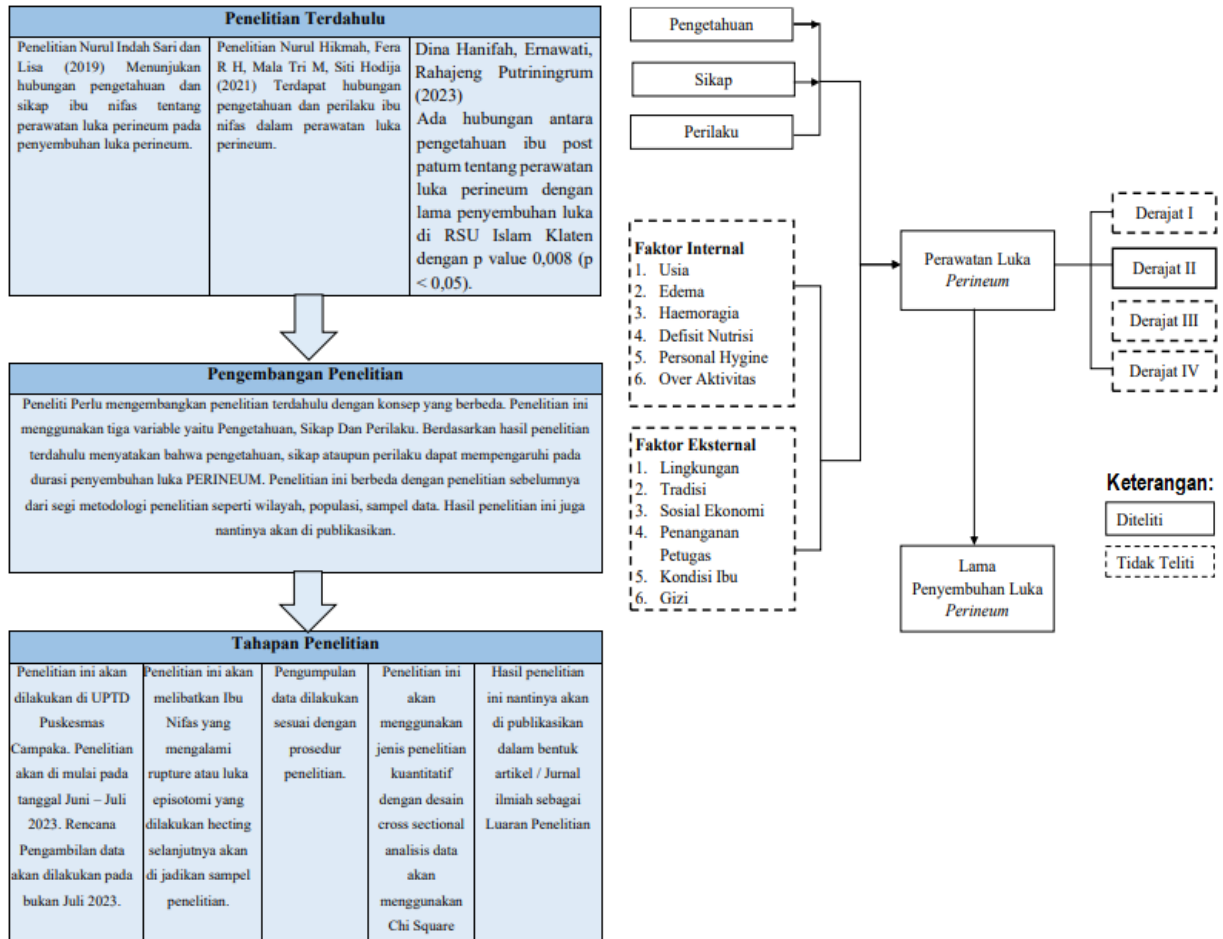 Penelitian Terdahulu
Penelitian Nurul Indah Sari dan
Lisa (2019) Menunjukan
hubungan pengetahuan dan
sikap ibu nifas tentang
perawatan luka perineum pada
penyembuhan luka perineum.
Penelitian Nurul Hikmah, Fera
R H, Mala Tri M, Siti Hodija
(2021) Terdapat hubungan
pengetahuan dan perilaku ibu
nifas dalam perawatan luka
perineum.
Dina Hanifah, Ernawati,
Rahajeng Putriningrum
(2023)
Ada hubungan antara
pengetahuan ibu post
patum tentang perawatan
luka perineum dengan
lama penyembuhan luka
di RSU Islam Klaten
dengan p value 0,008 (p
< 0,05).
Pengembangan Penelitian
Peneliti Perlu mengembangkan penelitian terdahulu dengan konsep yang berbeda. Penelitian ini
menggunakan tiga variable yaitu Pengetahuan, Sikap Dan Perilaku. Berdasarkan hasil penelitian
terdahulu menyatakan bahwa pengetahuan, sikap ataupun perilaku dapat mempengaruhi pada
durasi penyembuhan luka PERINEUM. Penelitian ini berbeda dengan penelitian sebelumnya
dari segi metodologi penelitian seperti wilayah, populasi, sampel data. Hasil penelitian ini juga
nantinya akan di publikasikan.
Tahapan Penelitian
Penelitian ini akan
dilakukan di UPTD
Puskesmas
Campaka. Penelitian
akan di mulai pada
tanggal Juni – Juli
2023. Rencana
Pengambilan data
akan dilakukan pada
bukan Juli 2023.
Penelitian ini akan
melibatkan Ibu
Nifas yang
mengalami
rupture atau luka
episotomi yang
dilakukan hecting
selanjutnya akan
di jadikan sampel
penelitian.
Pengumpulan
data dilakukan
sesuai dengan
prosedur
penelitian.
Penelitian ini
akan
menggunakan
jenis penelitian
kuantitatif
dengan desain
cross sectional
analisis data
akan
menggunakan
Chi Square
Hasil penelitian
ini nantinya akan
di publikasikan
dalam bentuk
artikel / Jurnal
ilmiah sebagai
Luaran Penelitian
Pengetahuan
Sikap
Perilaku
Faktor Internal
1. Usia
2. Edema
3. Haemoragia
4. Defisit Nutrisi
5. Personal Hygine
6. Over Aktivitas
Faktor Eksternal
1. Lingkungan
2. Tradisi
3. Sosial Ekonomi
4. Penanganan
Petugas
5. Kondisi Ibu
6. Gizi
Perawatan Luka
Perineum
Lama
Penyembuhan Luka
Perineum
Derajat I
Derajat II
Derajat III
Derajat IV
Keterangan:
Diteliti
Tidak Teliti